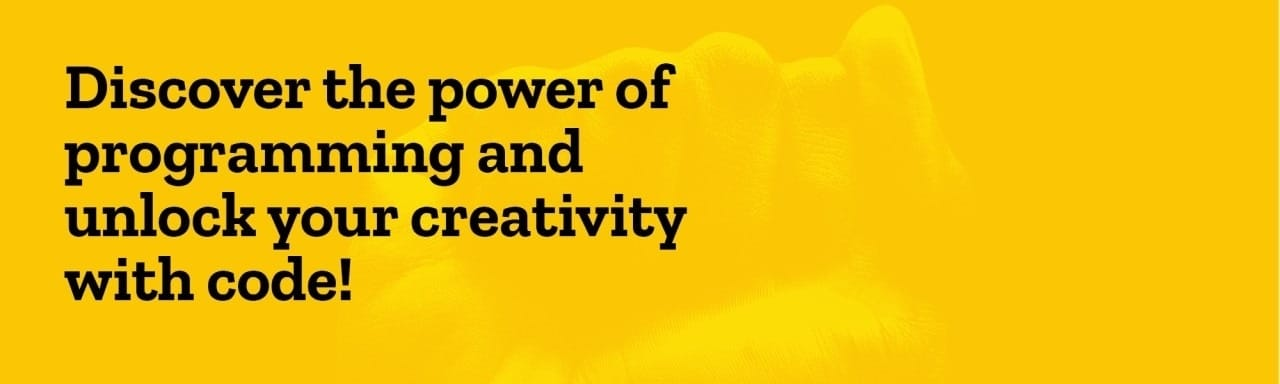 Discover the power of
programming and
unlock your creativity
with code!